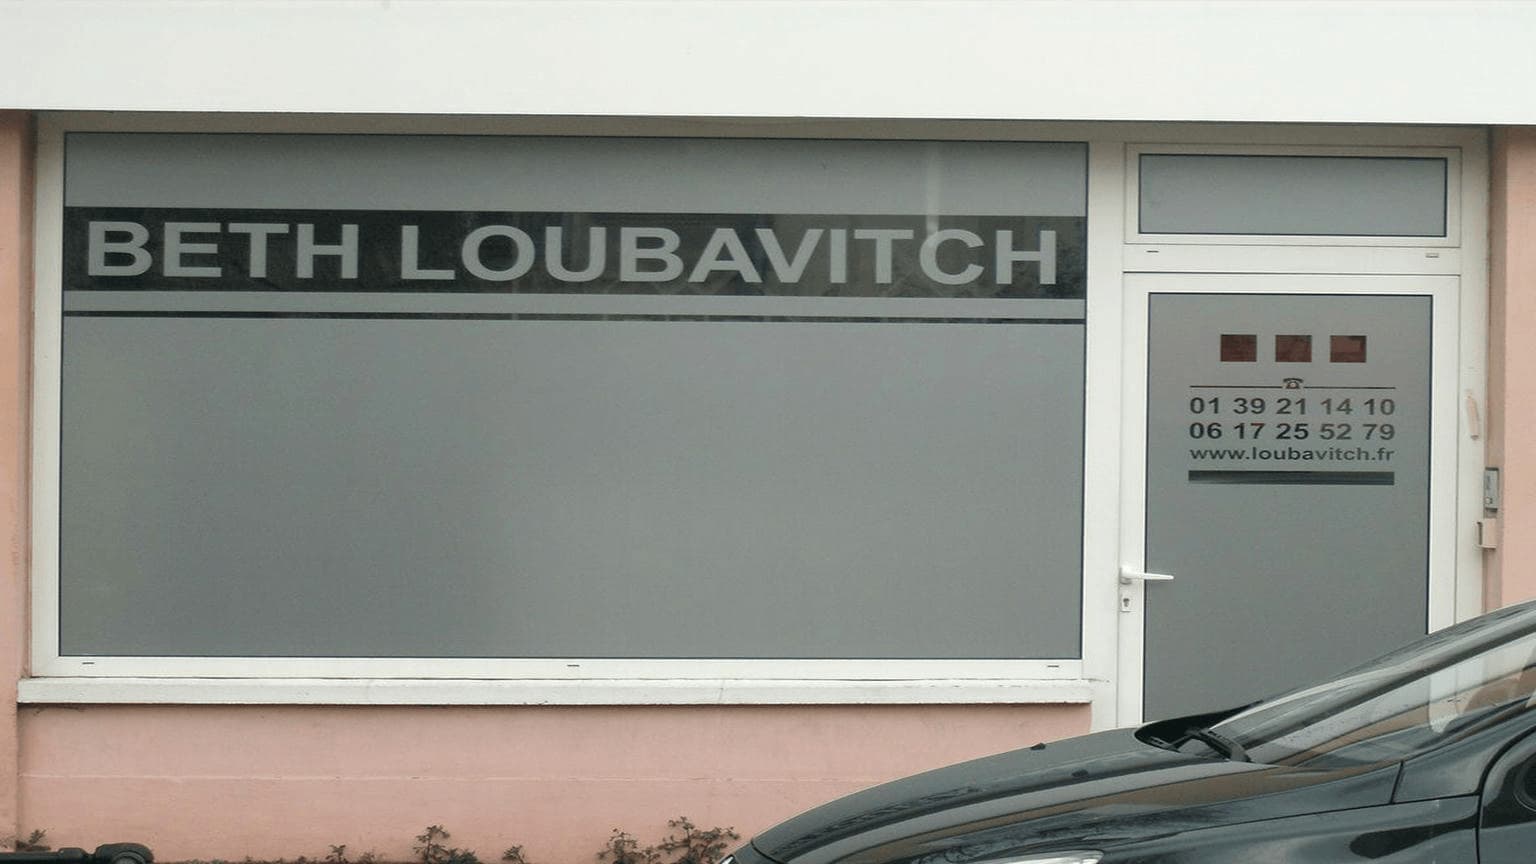 BETH LOUBAVITCH
01 39 21 14 10
06 17 25 52 79
www.loubavitch.fr